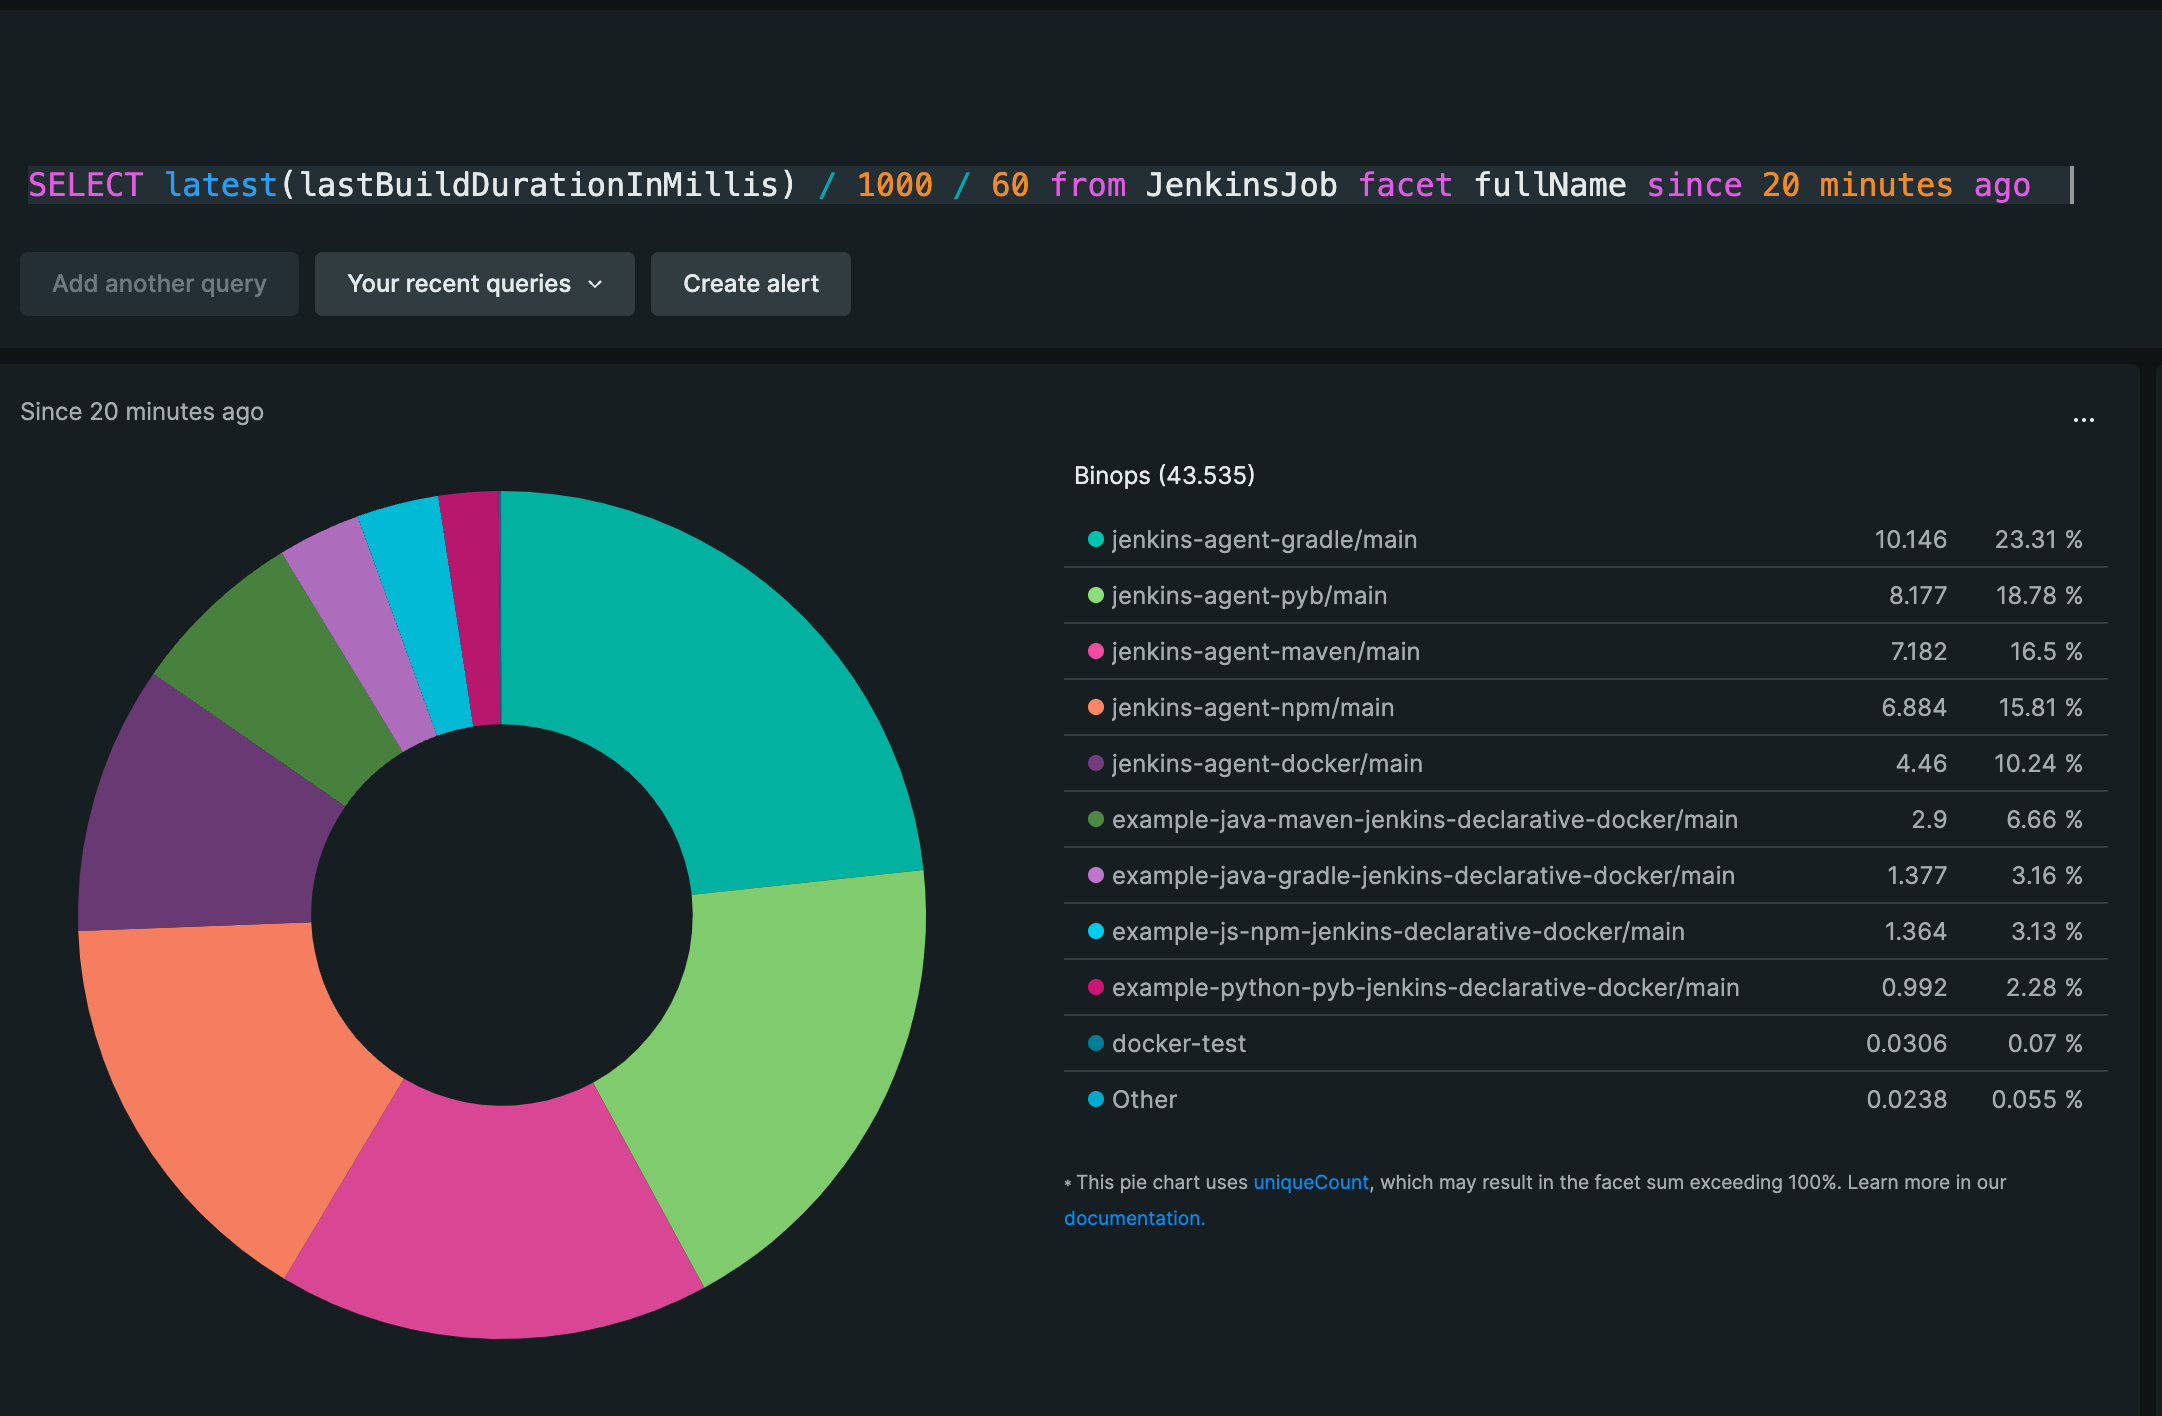 SELECT latest(lastBuildDurationInMillis) / 1000 / 60 from JenkinsJob facet fullName since 20 minutes ago
Add another query
Your recent queries
Create alert
Since 20 minutes ago
...
Binops (43.535)
jenkins-agent-gradle/main 10.146 23.31 %
jenkins-agent-pyb/main 8.177 18.78 %
jenkins-agent-maven/main 7.182 16.5 %
jenkins-agent-npm/main 6.884 15.81 %
jenkins-agent-docker/main 4.46 10.24 %
example-java-maven-jenkins-declarative-docker/main 2.9 6.66 %
example-java-gradle-jenkins-declarative-docker/main 1.377 3.16 %
example-js-npm-jenkins-declarative-docker/main 1.364 3.13 %
example-python-pyb-jenkins-declarative-docker/main 0.992 2.28 %
docker-test 0.0306 0.07 %
Other 0.0238 0.055 %
* This pie chart uses uniqueCount, which may result in the facet sum exceeding 100%. Learn more in our
documentation.